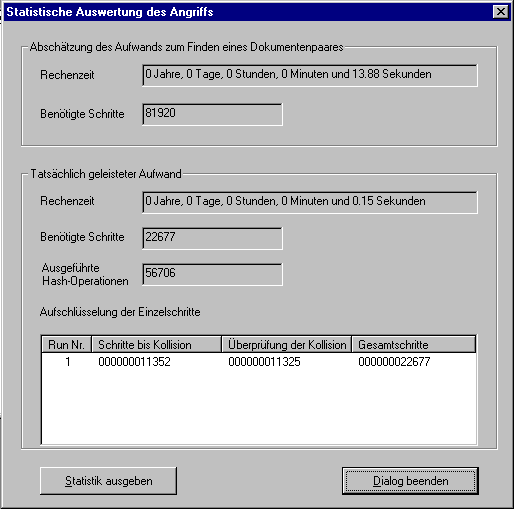 Statistische Auswertung des Angriffs
Abschätzung des Aufwands zum Finden eines Dokumentenpaares
Rechenzeit 0 Jahre, 0 Tage, 0 Stunden, 0 Minuten und 13.88 Sekunden
Benötigte Schritte 81920
Tatsächlich geleisteter Aufwand
Rechenzeit 0 Jahre, 0 Tage, 0 Stunden, 0 Minuten und 0.15 Sekunden
Benötigte Schritte 22677
Ausgeführte
Hash-Operationen 56706
Aufschlüsselung der Einzelschritte
Run Nr. Schritte bis Kollision Überprüfung der Kollision Gesamtschritte
1 000000011352 000000011325 000000022677
Statistik ausgeben Dialog beenden